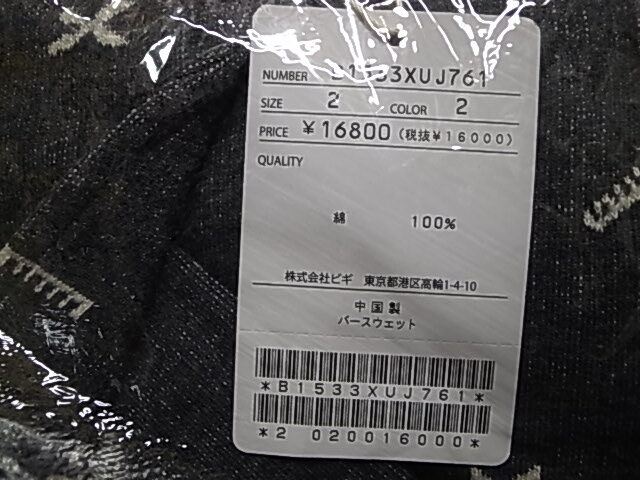 NUMBER B1533XUJ761
SIZE 2 COLOR 2
PRICE ¥16800(税抜¥16000)
QUALITY
綿 100%
株式会社ビギ 東京都港区高輪1-4-10
中国製
パースウェット
*B1533XUJ761*
*2 020016000*